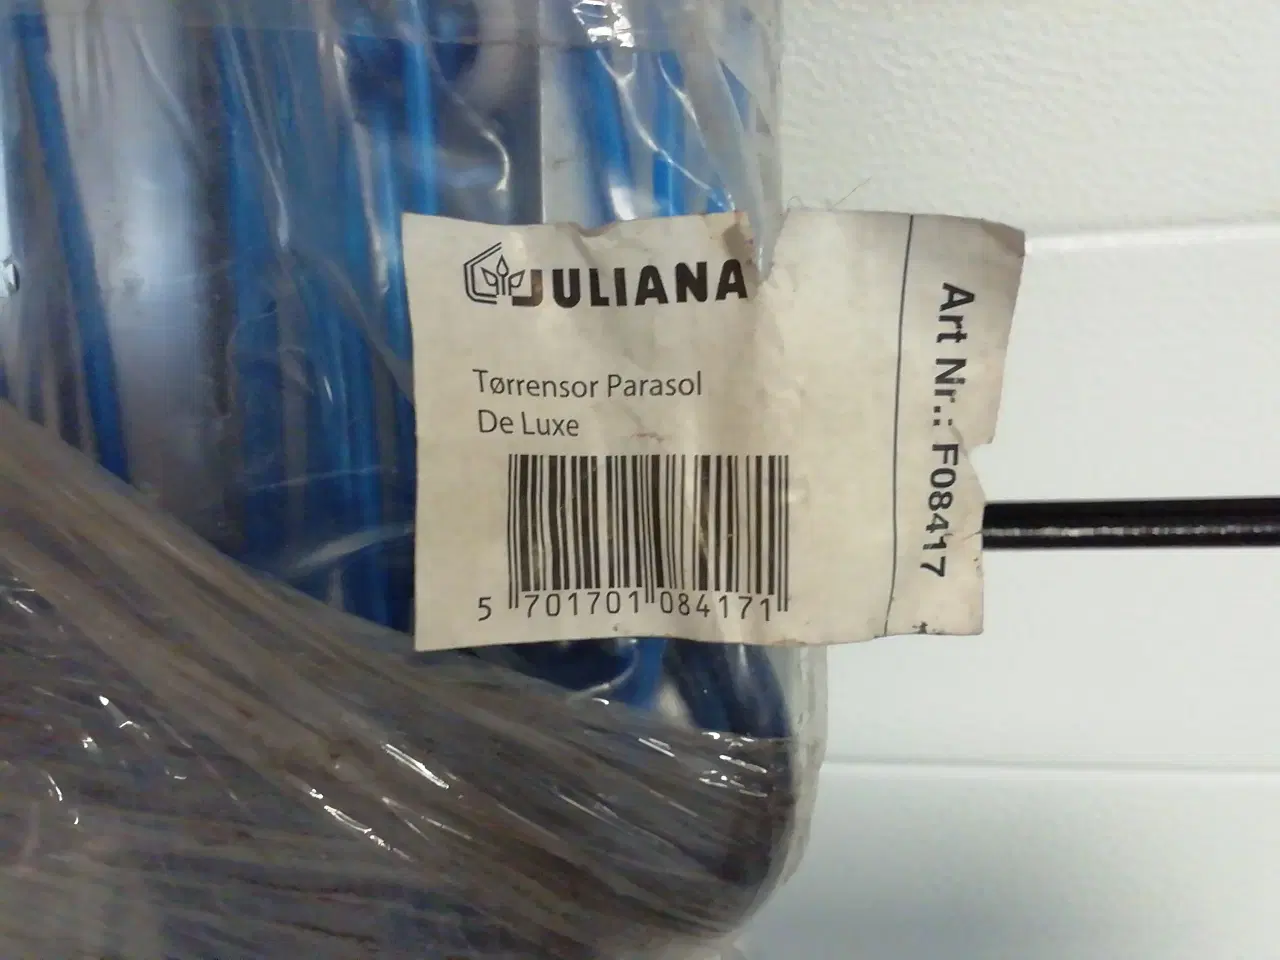 JULIANA
Tørrensor Parasol
De Luxe
5 701701 084171
Art Nr.: F08417